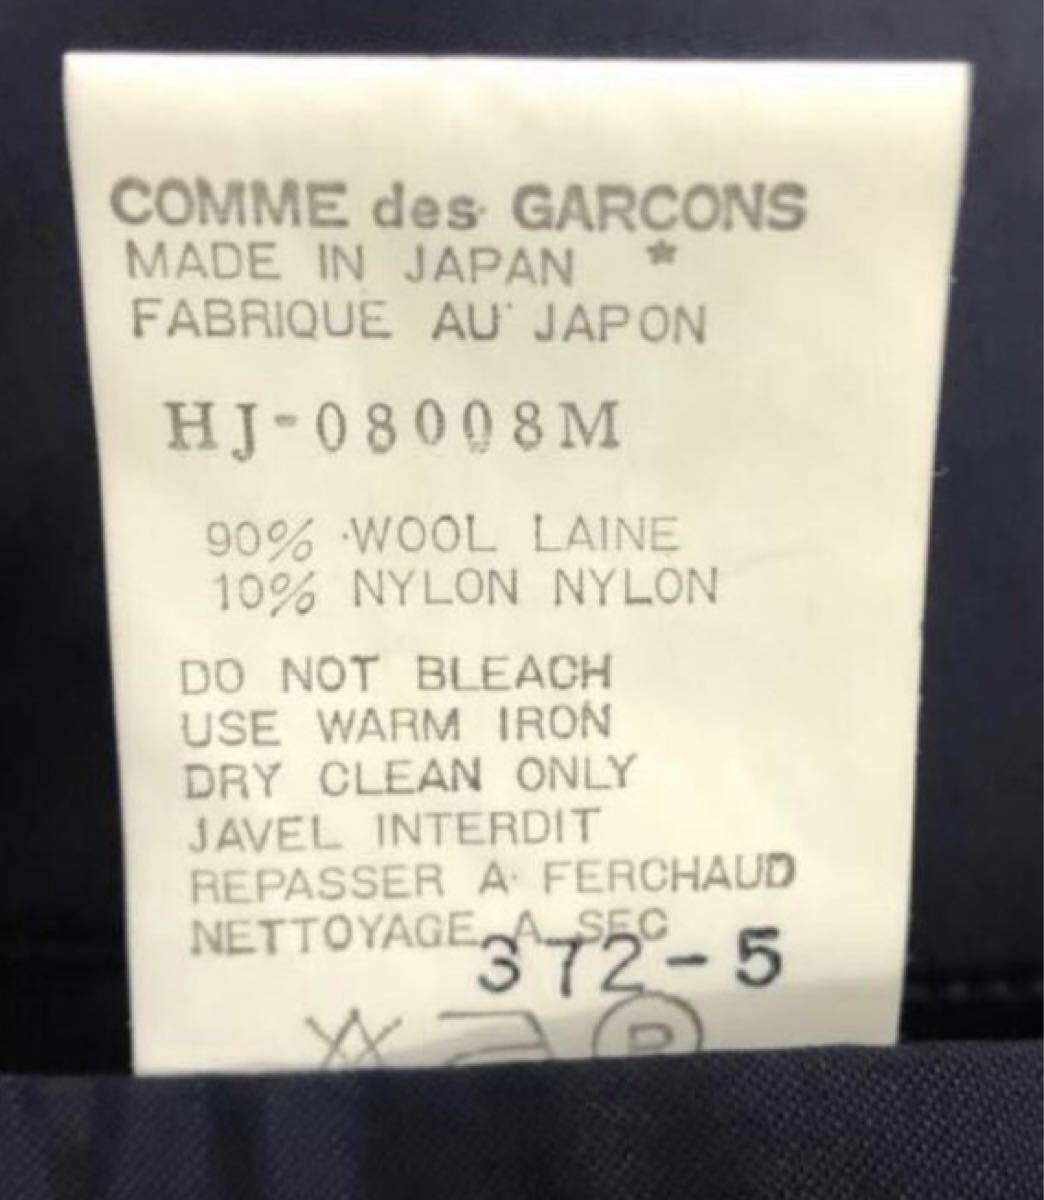 COMME des GARCONS
MADE IN JAPAN *
FABRIQUE AU JAPON
HJ-08008M
90% WOOL LAINE
10% NYLON NYLON
DO NOT BLEACH
USE WARM IRON
DRY CLEAN ONLY
JAVEL INTERDIT
REPASSER A FERCHAUD
NETTOYAGE A SEC
372-5
P